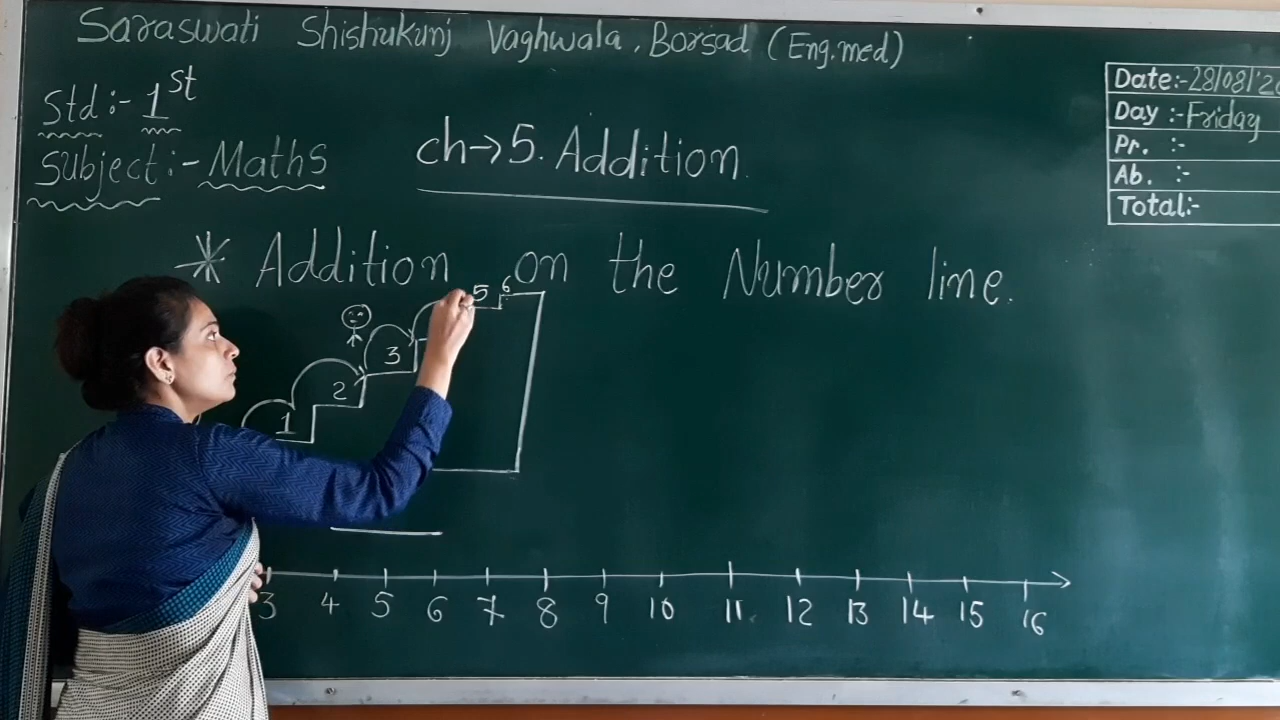 Saraswati Shishukunj Vaghwala, Borsad (Eng.med)
Std:- 1st
Subject:- Maths
ch→5. Addition.
Date:-28/08/'20
Day :-Friday
Pr. :-
Ab. :-
Total:-
* Addition on the Number line.
1 2 3 5 6
3 4 5 6 7 8 9 10 11 12 13 14 15 16